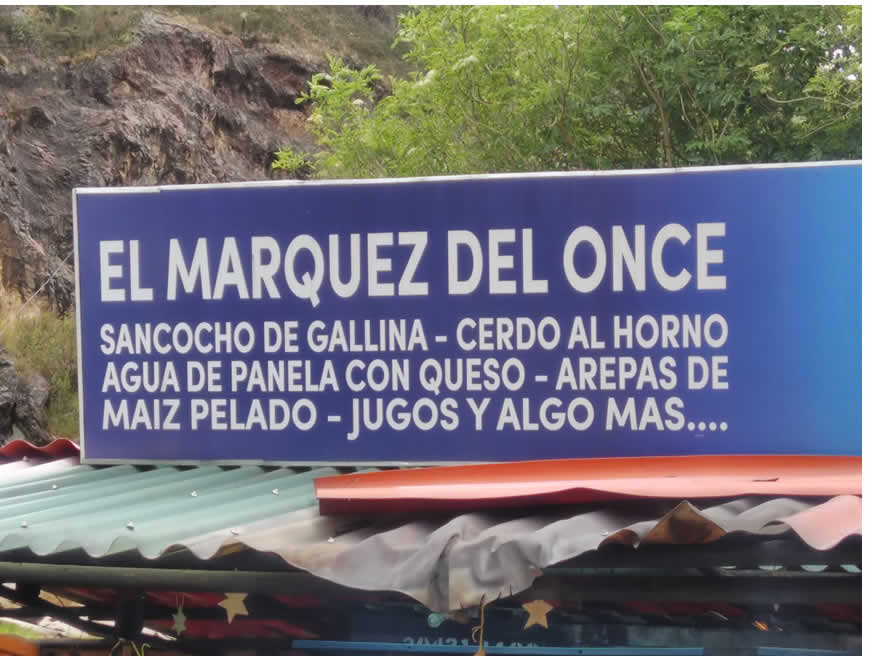 EL MARQUEZ DEL ONCE
SANCOCHO DE GALLINA - CERDO AL HORNO
AGUA DE PANELA CON QUESO - AREPAS DE
MAIZ PELADO - JUGOS Y ALGO MAS....